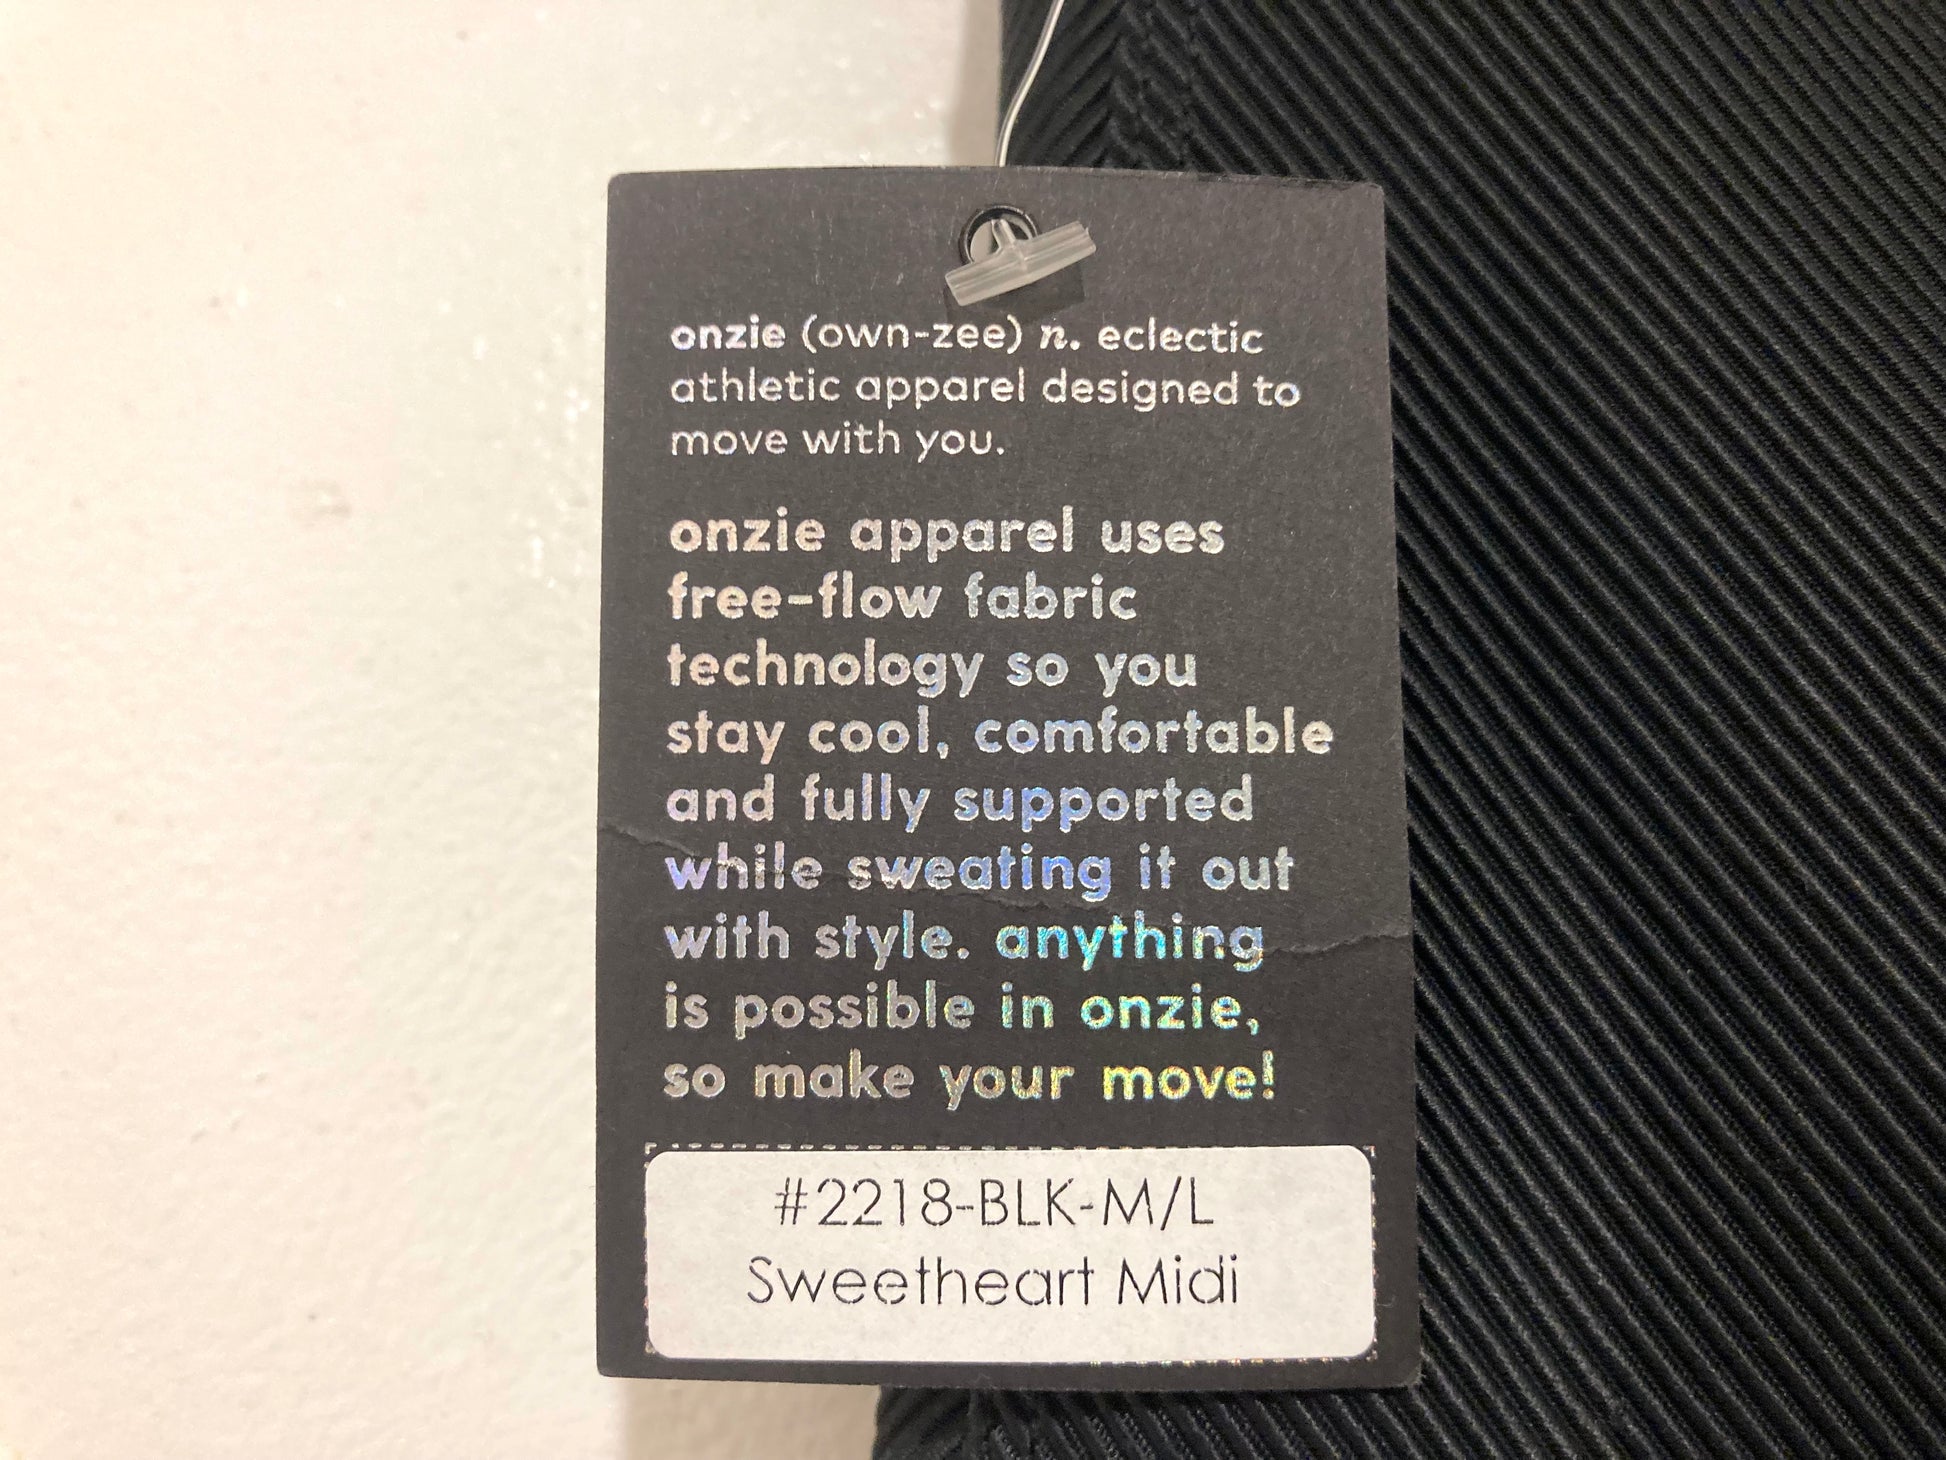 onzie (own-zee) n. eclectic
athletic apparel designed to
move with you.
onzie apparel uses
free-flow fabric
technology so you
stay cool, comfortable
and fully supported
while sweating it out
with style. anything
is possible in onzie,
so make your move!
#2218-BLK-M/L
Sweetheart Midi